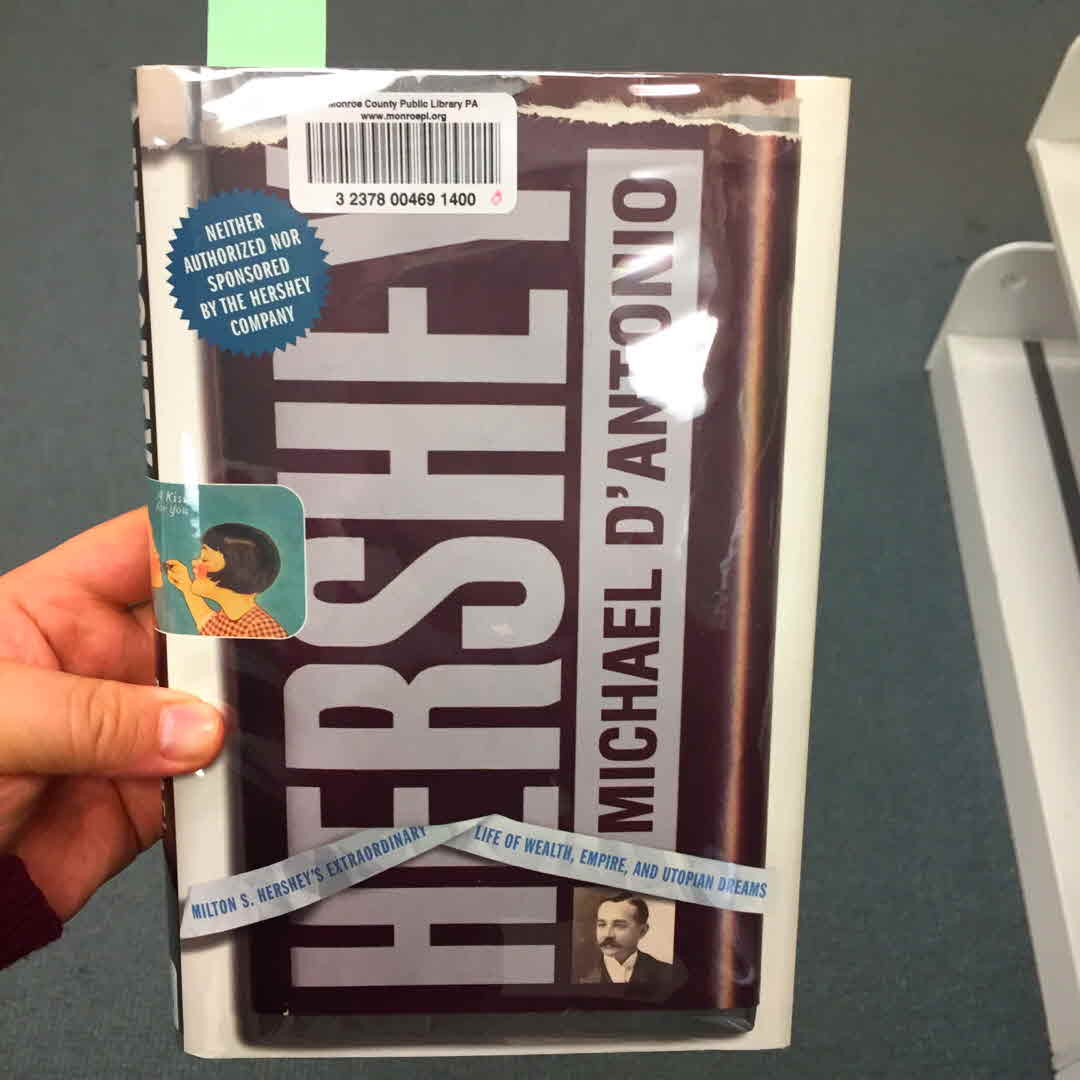 Monroe County Public Library PA
www.monroepl.org
3 2378 00469 1400
NEITHER
AUTHORIZED NOR
SPONSORED
BY THE HERSHEY
COMPANY
HERSHEY
MICHAEL D'ANTONIO
A Kiss
For You
MILTON S. HERSHEY'S EXTRAORDINARY
LIFE OF WEALTH, EMPIRE, AND UTOPIAN DREAMS